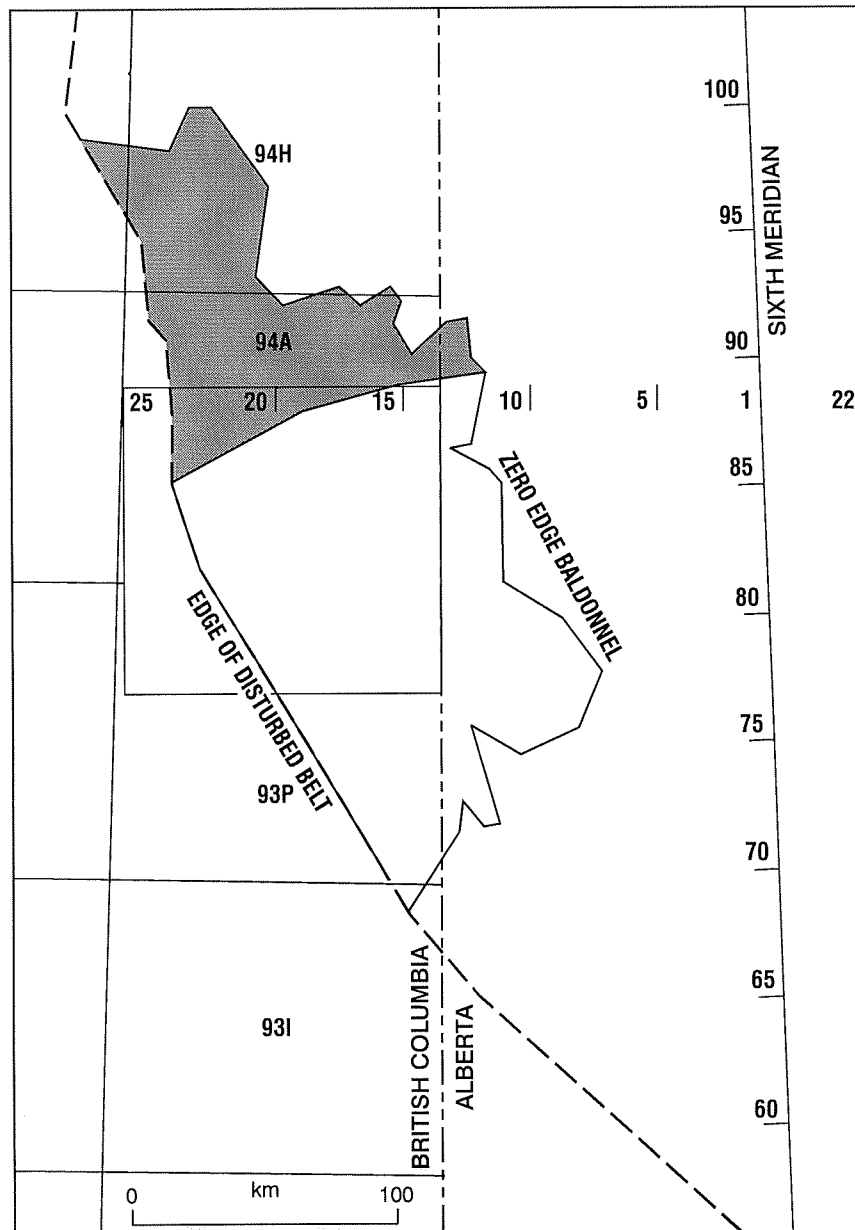 100
94H
95
SIXTH MERIDIAN
94A
90
25
20
15
10
5
1
22
85
ZERO EDGE BALDONNEL
80
EDGE OF DISTURBED BELT
75
93P
70
65
93I
BRITISH COLUMBIA
ALBERTA
60
0 km 100